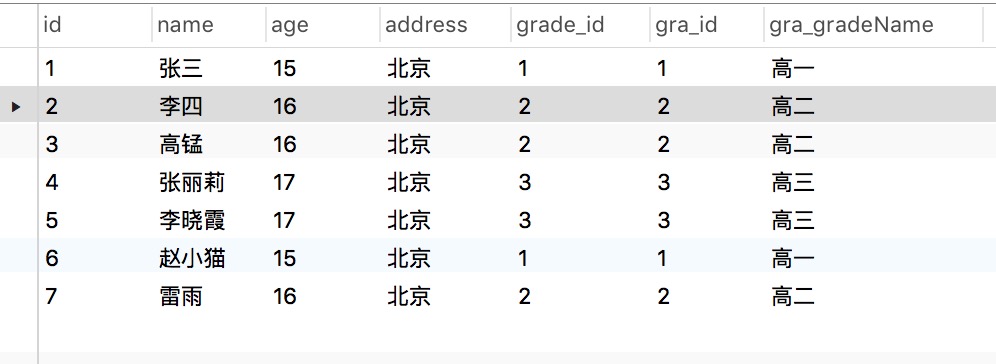 id name age address grade_id gra_id gra_gradeName
1 张三 15 北京 1 1 高一
2 李四 16 北京 2 2 高二
3 高锰 16 北京 2 2 高二
4 张丽莉 17 北京 3 3 高三
5 李晓霞 17 北京 3 3 高三
6 赵小猫 15 北京 1 1 高一
7 雷雨 16 北京 2 2 高二